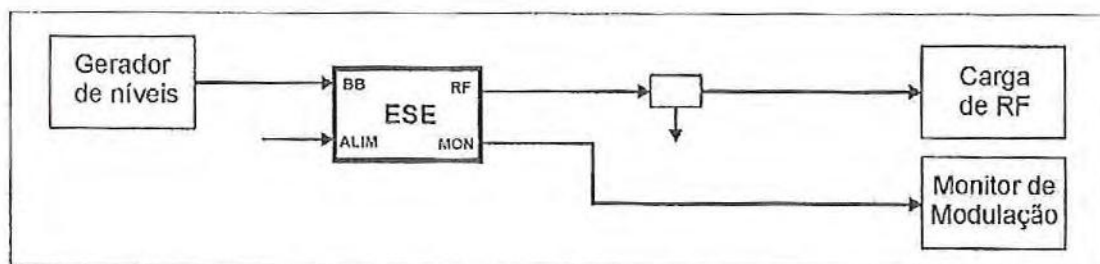 Gerador
de níveis
BB
RF
ESE
ALIM
MON
Carga
de RF
Monitor de
Modulação